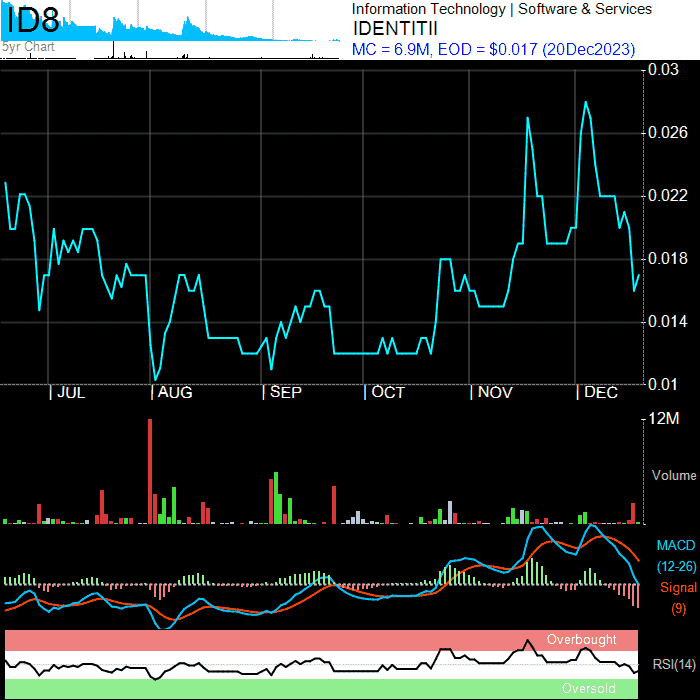 ID8
5yr Chart
Information Technology | Software & Services
IDENTITII
MC = 6.9M, EOD = $0.017 (20Dec2023)
0.03
0.026
0.022
0.018
0.014
0.01
JUL
AUG
SEP
OCT
NOV
DEC
12M
Volume
MACD
(12-26)
Signal
(9)
Overbought
RSI(14)
Oversold